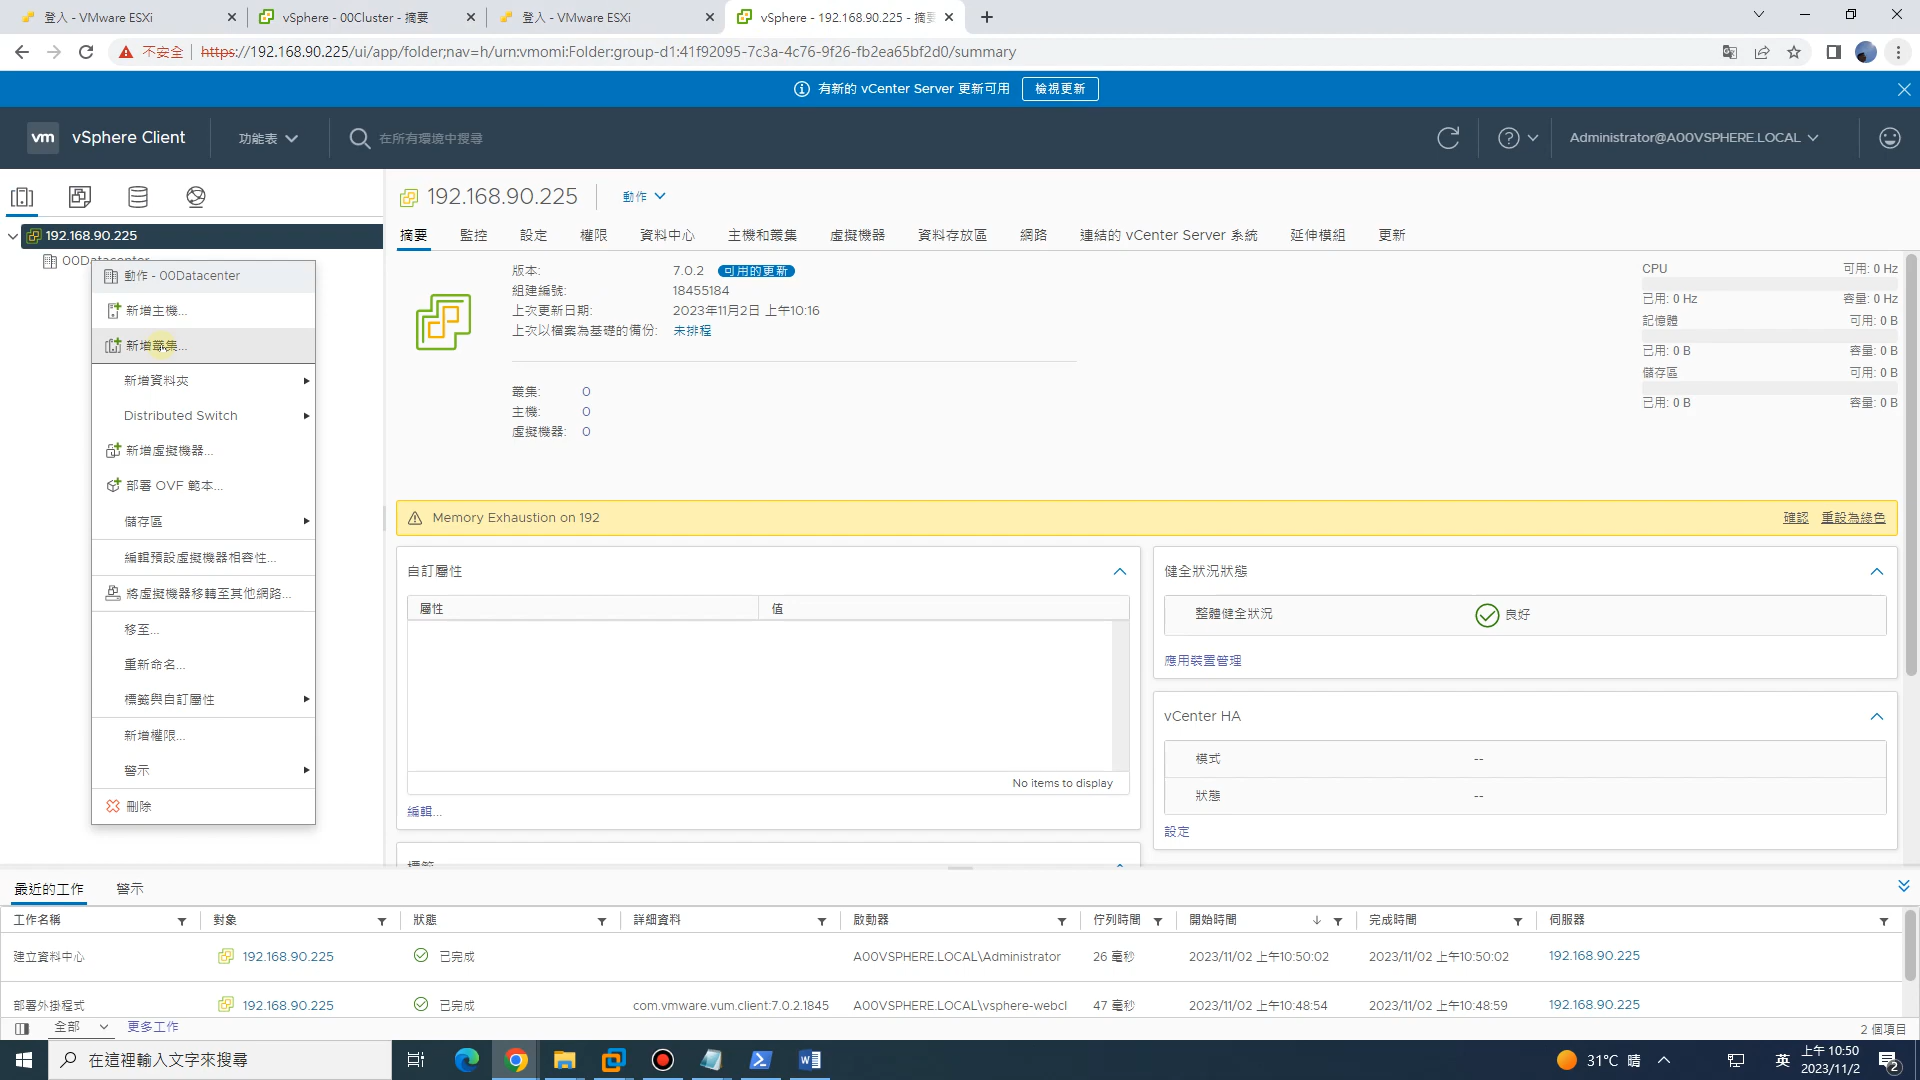 登入 - VMware ESXi
vSphere - 00Cluster - 摘要
登入 - VMware ESXi
vSphere - 192.168.90.225 - 摘要
不安全
https://192.168.90.225/ui/app/folder;nav=h/urn:vmomi:Folder:group-d1:41f92095-7c3a-4c76-9f26-fb2ea65bf2d0/summary
有新的 vCenter Server 更新可用
檢視更新
vm
vSphere Client
功能表
在所有環境中搜尋
Administrator@A00VSPHERE.LOCAL
192.168.90.225
00Datacenter
動作 - 00Datacenter
新增主機...
新增叢集...
新增資料夾
Distributed Switch
新增虛擬機器...
部署 OVF 範本...
儲存區
編輯預設虛擬機器相容性...
將虛擬機器移轉至其他網路...
移至...
重新命名...
標籤與自訂屬性
新增權限...
警示
刪除
192.168.90.225
動作
摘要 監控 設定 權限 資料中心 主機和叢集 虛擬機器 資料存放區 網路 連結的 vCenter Server 系統 延伸模組 更新
版本: 7.0.2 可用的更新
組建編號: 18455184
上次更新日期: 2023年11月2日 上午10:16
上次以檔案為基礎的備份: 未排程
叢集: 0
主機: 0
虛擬機器: 0
CPU 可用: 0 Hz
已用: 0 Hz 容量: 0 Hz
記憶體 可用: 0 B
已用: 0 B 容量: 0 B
儲存區 可用: 0 B
已用: 0 B 容量: 0 B
Memory Exhaustion on 192
確認 重設為綠色
自訂屬性
屬性 值
No items to display
編輯...
標籤
健全狀況狀態
整體健全狀況 良好
應用裝置管理
vCenter HA
模式 --
狀態 --
設定
最近的工作 警示
工作名稱 對象 狀態 詳細資料 啟動器 佇列時間 開始時間 完成時間 伺服器
建立資料中心 192.168.90.225 已完成 A00VSPHERE.LOCAL\Administrator 26 毫秒 2023/11/02 上午10:50:02 2023/11/02 上午10:50:02 192.168.90.225
部署外掛程式 192.168.90.225 已完成 com.vmware.vum.client:7.0.2.1845 A00VSPHERE.LOCAL\vsphere-webcl 47 毫秒 2023/11/02 上午10:48:54 2023/11/02 上午10:48:59 192.168.90.225
全部 更多工作
2 個項目
在這裡輸入文字來搜尋
31°C 晴
英
上午 10:50
2023/11/2
2